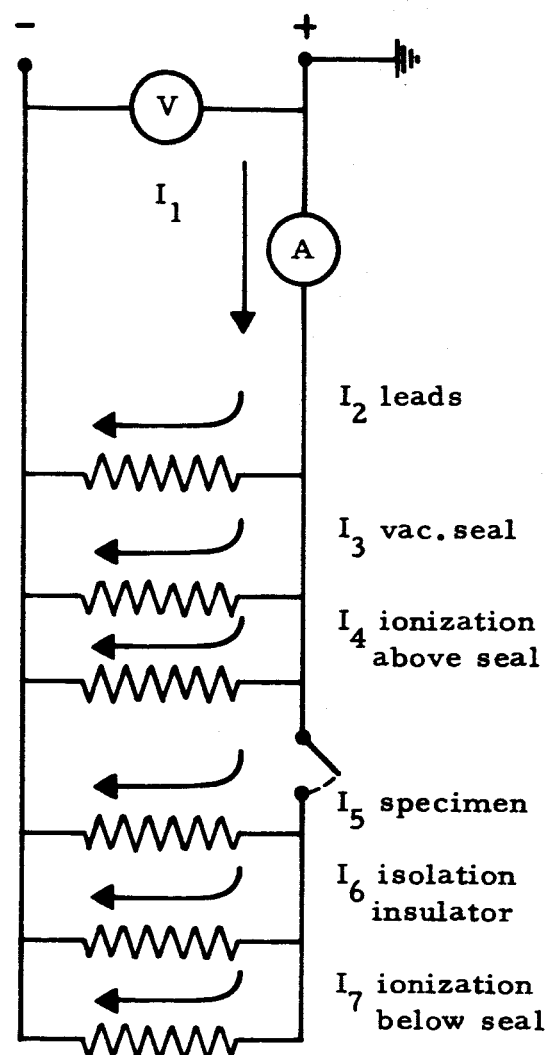 - +
V
I1
A
I2 leads
I3 vac. seal
I4 ionization
above seal
I5 specimen
I6 isolation
insulator
I7 ionization
below seal